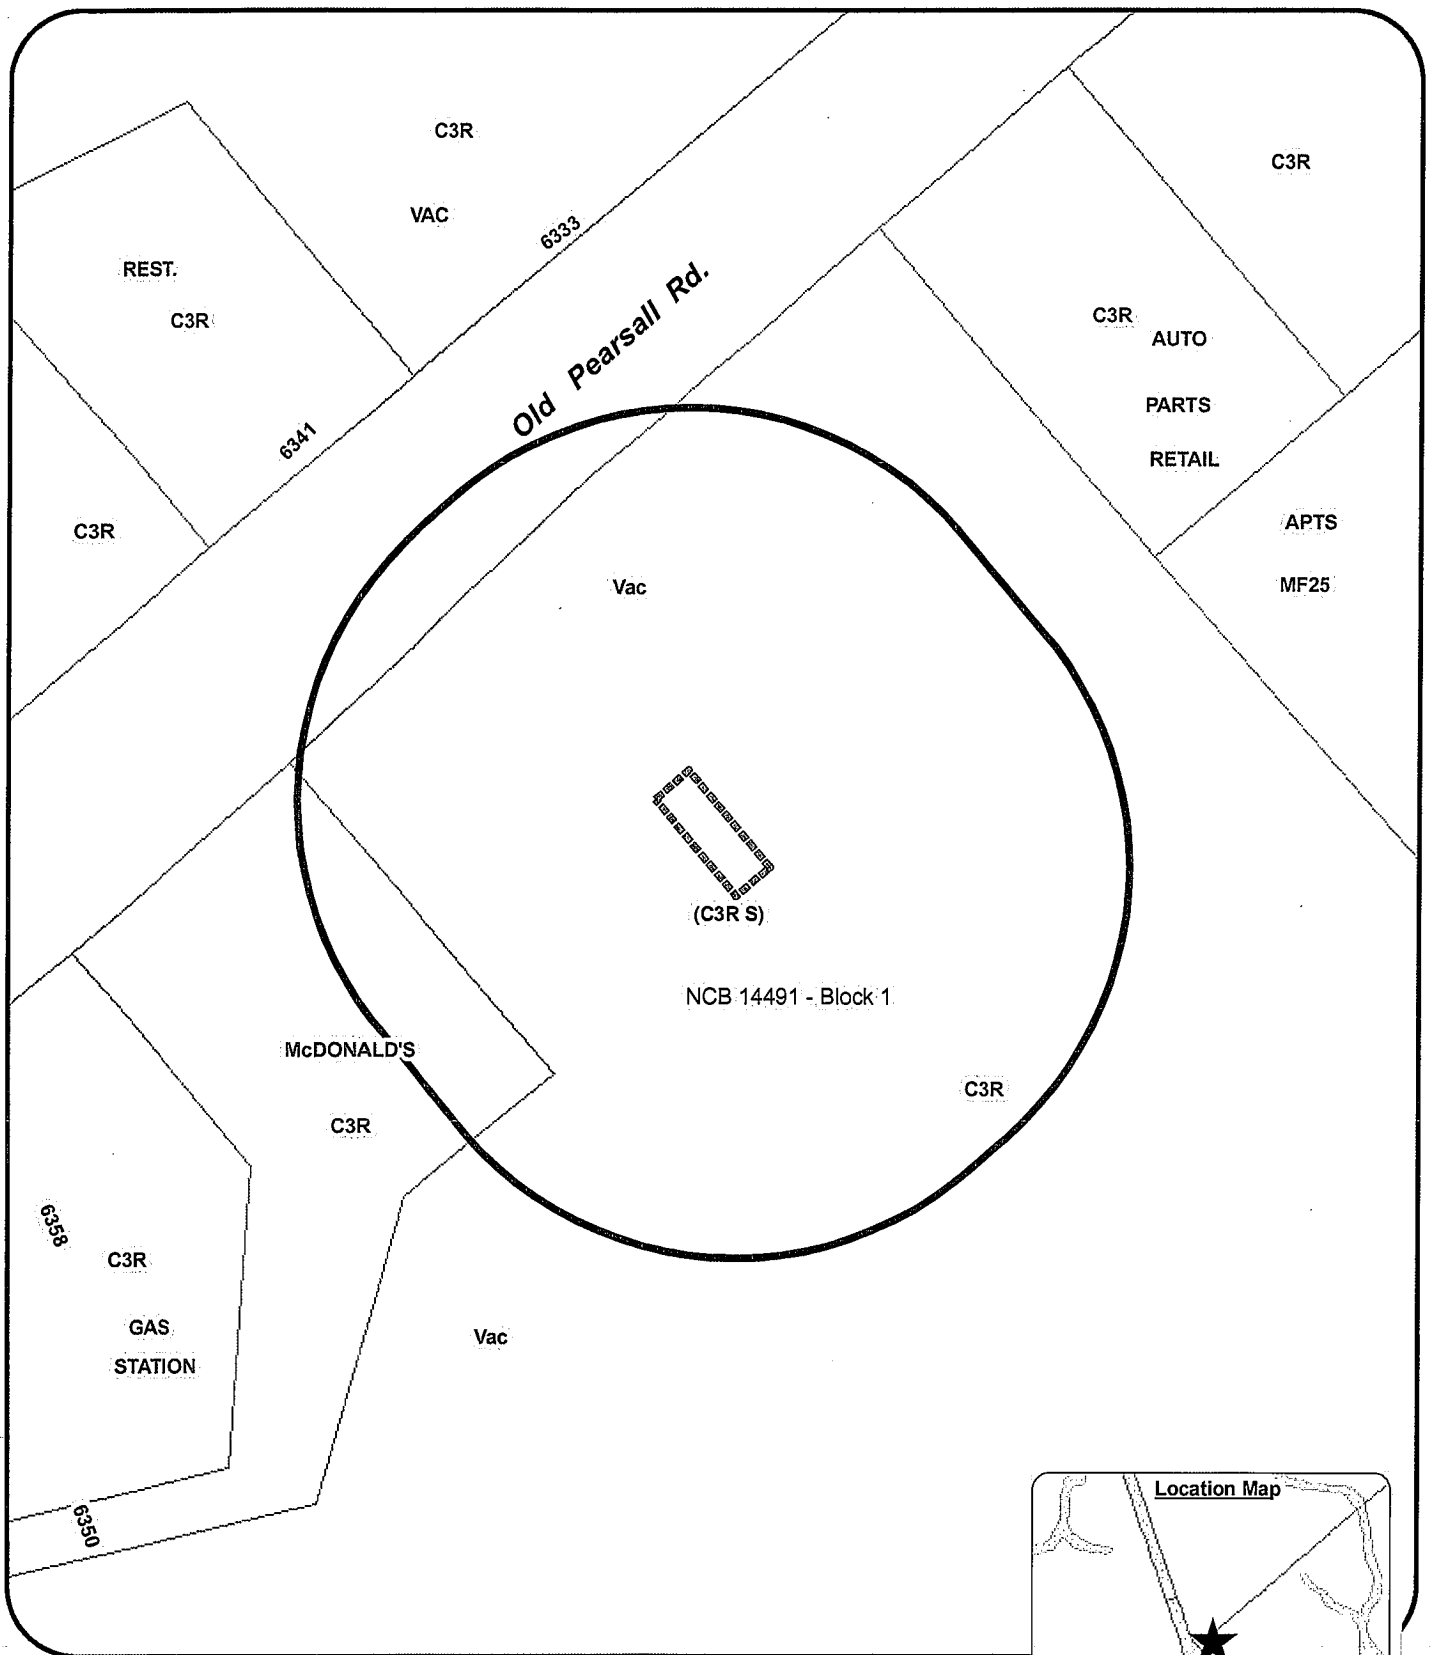 C3R
C3R
VAC
6333
REST.
C3R
Old Pearsall Rd.
C3R
AUTO
PARTS
RETAIL
6341
C3R
APTS
MF25
Vac
(C3R S)
NCB 14491 - Block 1
McDONALD'S
C3R
C3R
6358
C3R
GAS
STATION
Vac
6350
Location Map